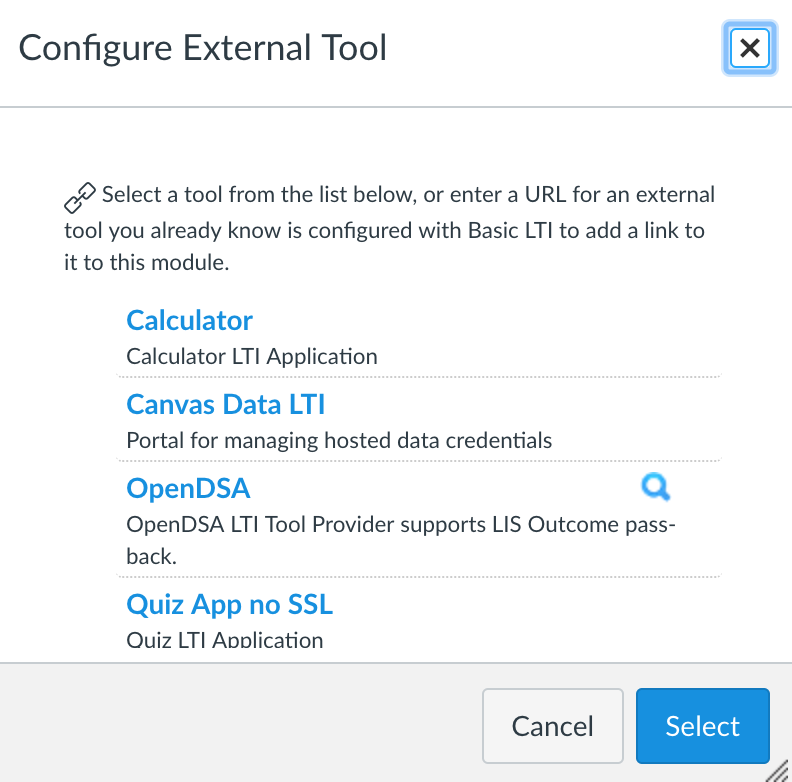 Configure External Tool
Select a tool from the list below, or enter a URL for an external
tool you already know is configured with Basic LTI to add a link to
it to this module.
Calculator
Calculator LTI Application
Canvas Data LTI
Portal for managing hosted data credentials
OpenDSA
OpenDSA LTI Tool Provider supports LIS Outcome pass-
back.
Quiz App no SSL
Quiz LTI Application
Cancel
Select